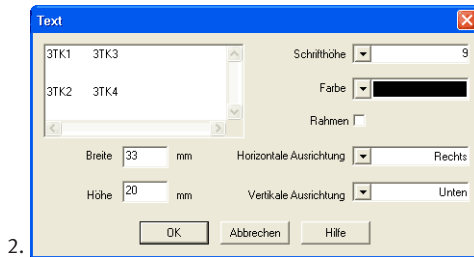 Text
3TK1 3TK3
3TK2 3TK4
Schrifthöhe 9
Farbe
Rahmen
Breite 33 mm
Horizontale Ausrichtung Rechts
Höhe 20 mm
Vertikale Ausrichtung Unten
OK Abbrechen Hilfe
2.